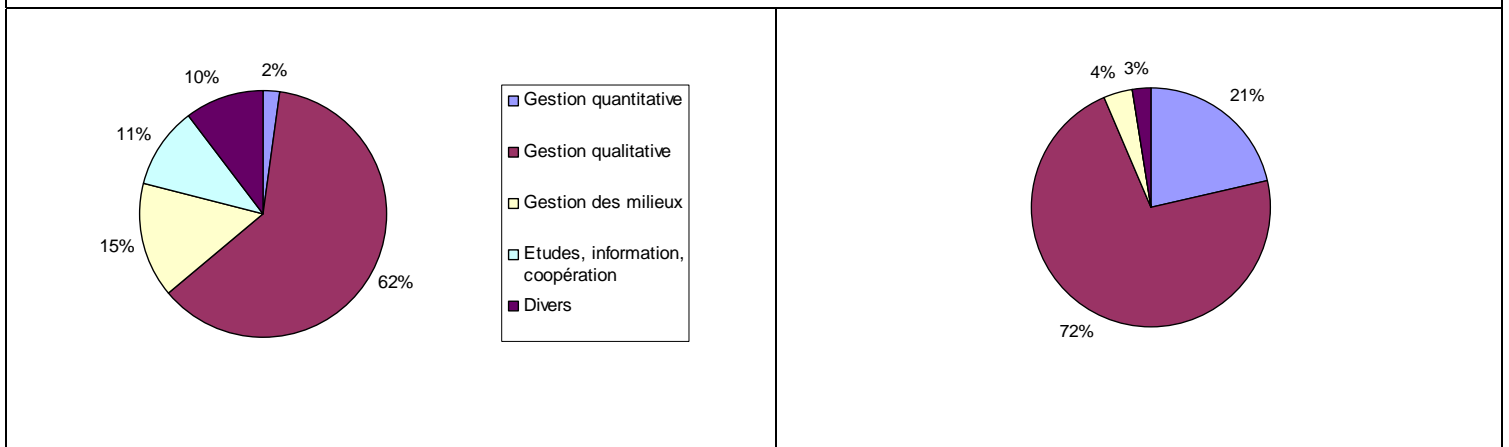 2%
10%
11%
15%
62%
Gestion quantitative
Gestion qualitative
Gestion des milieux
Etudes, information,
coopération
Divers
4% 3%
21%
72%